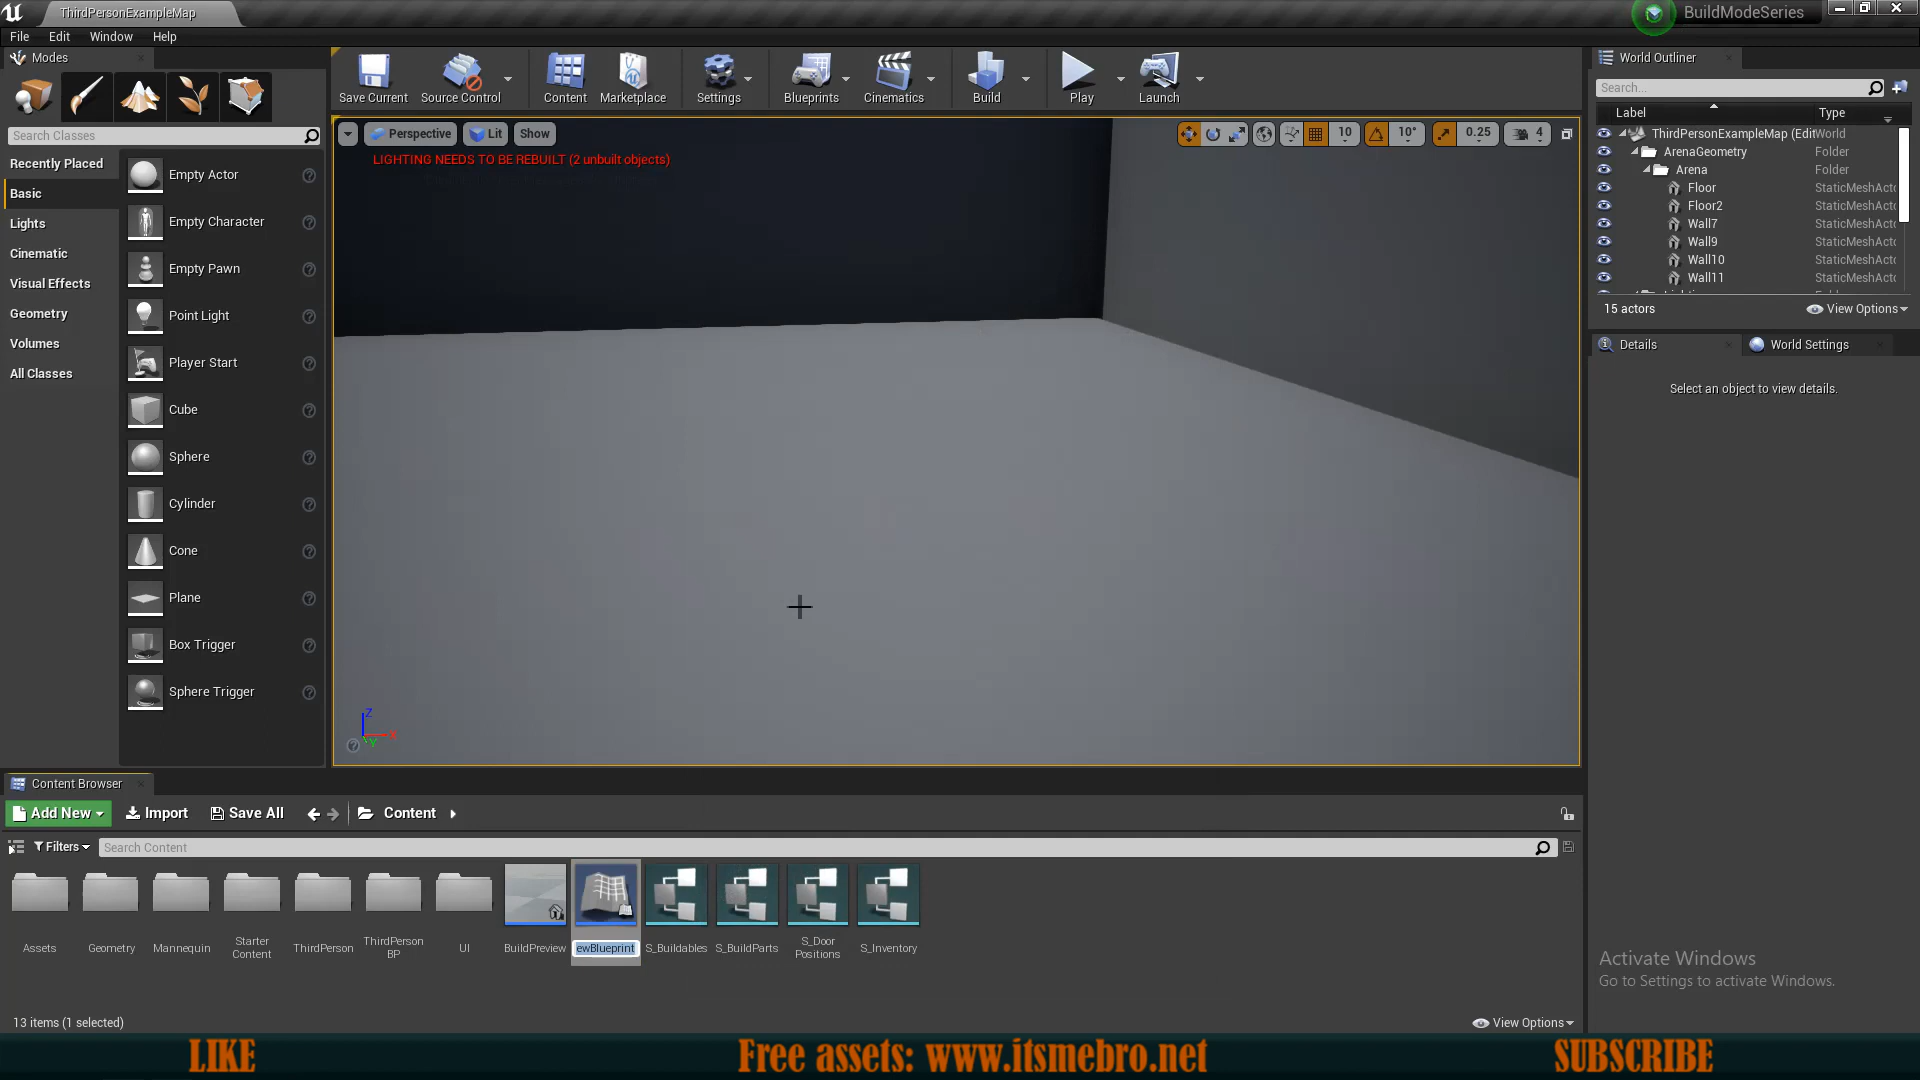 ThirdPersonExampleMap
BuildModeSeries
File Edit Window Help
Modes
Save Current
Source Control
Content
Marketplace
Settings
Blueprints
Cinematics
Build
Play
Launch
World Outliner
Search...
Label
Type
Search Classes
Recently Placed
Basic
Lights
Cinematic
Visual Effects
Geometry
Volumes
All Classes
Empty Actor
Empty Character
Empty Pawn
Point Light
Player Start
Cube
Sphere
Cylinder
Cone
Plane
Box Trigger
Sphere Trigger
Perspective
Lit
Show
10
10°
0.25
4
LIGHTING NEEDS TO BE REBUILT (2 unbuilt objects)
X
Y
Z
ThirdPersonExampleMap (Edit World
ArenaGeometry Folder
Arena Folder
Floor StaticMeshActo
Floor2 StaticMeshActo
Wall7 StaticMeshActo
Wall9 StaticMeshActo
Wall10 StaticMeshActo
Wall11 StaticMeshActo
15 actors
View Options
Details
World Settings
Select an object to view details.
Content Browser
Add New
Import
Save All
Content
Filters
Search Content
Assets
Geometry
Mannequin
Starter
Content
ThirdPerson
ThirdPerson
BP
UI
BuildPreview
ewBlueprint
S_Buildables
S_BuildParts
S_Door
Positions
S_Inventory
13 items (1 selected)
View Options
Activate Windows
Go to Settings to activate Windows.
LIKE
Free assets: www.itsmebro.net
SUBSCRIBE